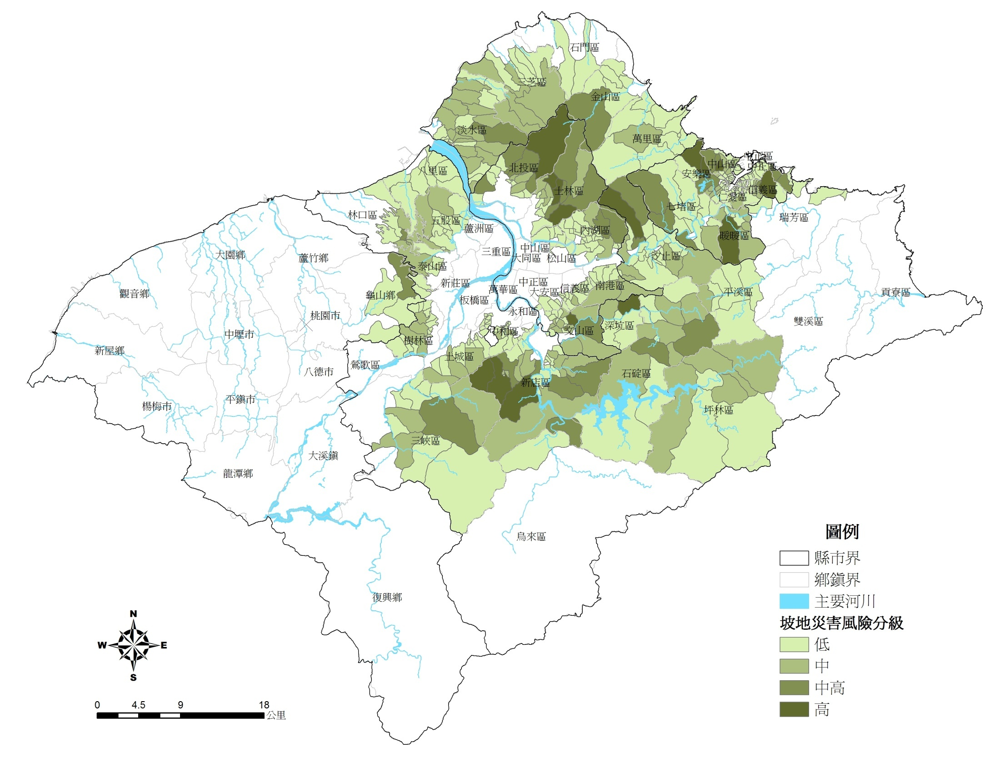 石門區
三芝區
金山區
淡水區
萬里區
中正區
中山區
中正區
北投區
八里區
安樂區
士林區
信義區
仁愛區
七堵區
林口區
瑞芳區
五股區
蘆洲區
內湖區
暖暖區
大園鄉
蘆竹鄉
三重區
中山區
大同區
松山區
汐止區
泰山區
新莊區
中正區
萬華區
大安區
信義區
南港區
觀音鄉
龜山鄉
板橋區
平溪區
貢寮區
桃園市
永和區
雙溪區
中壢市
中和區
文山區
深坑區
樹林區
新屋鄉
土城區
鶯歌區
八德市
石碇區
新店區
楊梅市
平鎮市
坪林區
三峽區
大溪鎮
龍潭鄉
烏來區
復興鄉
圖例
縣市界
鄉鎮界
主要河川
坡地災害風險分級
低
中
中高
高
N
W
E
S
0 4.5 9 18
公里